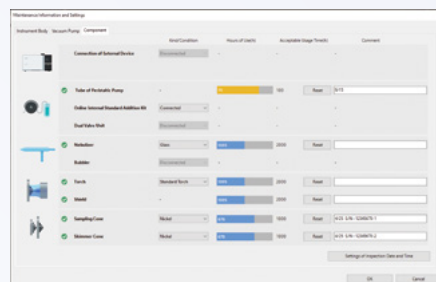 Maintenance Information and Settings
Instrument Body Vacuum Pump Component
Kind/Condition Hours of Use(h) Acceptable Usage Time(h) Comment
Connection of External Device Disconnected - - -
Tube of Peristaltic Pump - Reset
Online Internal Standard Addition Kit Connected - - -
Dual Valve Unit Disconnected - - -
Nebulizer Glass 2000 Reset
Bubbler Disconnected - - -
Torch Standard Torch 2000 Reset
Shield - 2000 Reset
Sampling Cone Nickel Reset
Skimmer Cone Nickel Reset
Settings of Inspection Date and Time
OK Cancel